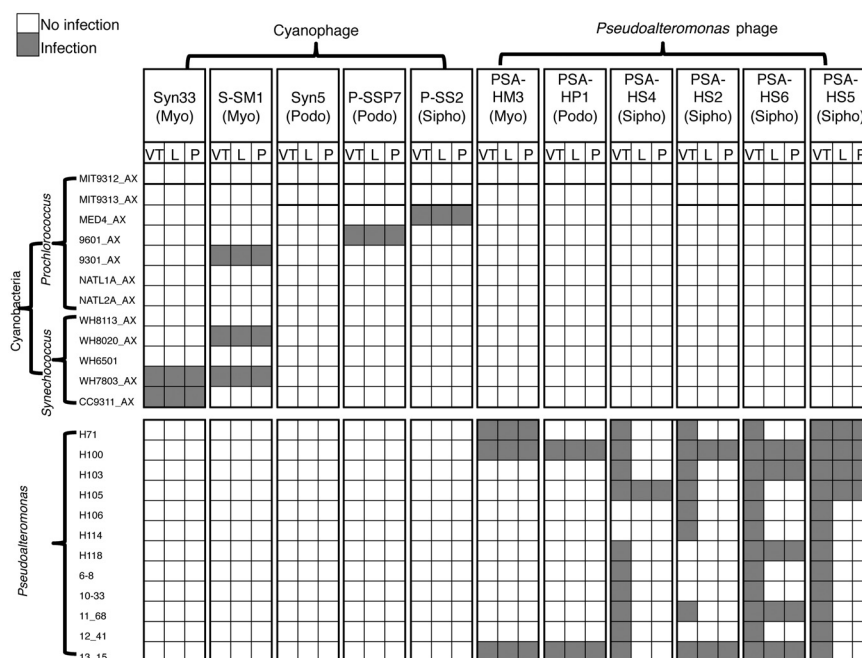 No infection
Infection
Cyanophage
Pseudoalteromonas phage
Syn33 (Myo)
S-SM1 (Myo)
Syn5 (Podo)
P-SSP7 (Podo)
P-SS2 (Sipho)
PSA-HM3 (Myo)
PSA-HP1 (Podo)
PSA-HS4 (Sipho)
PSA-HS2 (Sipho)
PSA-HS6 (Sipho)
PSA-HS5 (Sipho)
VT L P VT L P VT L P VT L P VT L P VT L P VT L P VT L P VT L P VT L P VT L P
Cyanobacteria
Prochlorococcus
MIT9312_AX
MIT9313_AX
MED4_AX
9601_AX
9301_AX
NATL1A_AX
NATL2A_AX
Synechococcus
WH8113_AX
WH8020_AX
WH6501
WH7803_AX
CC9311_AX
Pseudoalteromonas
H71
H100
H103
H105
H106
H114
H118
6-8
10-33
11_68
12_41
13_15